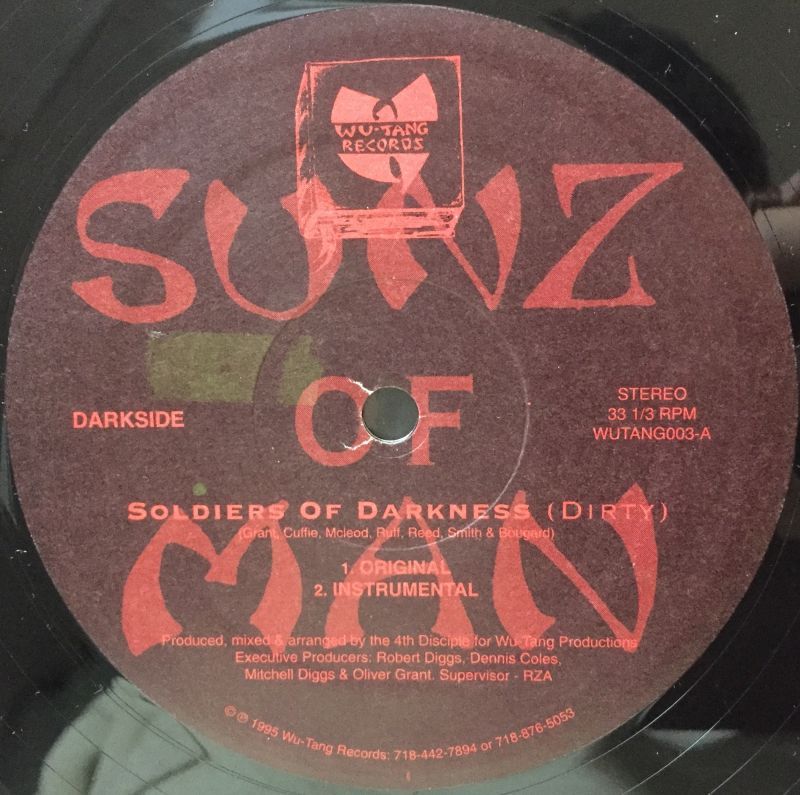 WU-TANG
RECORDS
SUNZ
OF
MAN
DARKSIDE
STEREO
33 1/3 RPM
WUTANG003-A
SOLDIERS OF DARKNESS (DIRTY)
(Grant, Cuffie, Mcleod, Ruff, Reed, Smith & Bougard)
1. ORIGINAL
2. INSTRUMENTAL
Produced, mixed & arranged by the 4th Disciple for Wu-Tang Productions
Executive Producers: Robert Diggs, Dennis Coles,
Mitchell Diggs & Oliver Grant. Supervisor - RZA
© ℗ 1995 Wu-Tang Records: 718-442-7894 or 718-876-5053